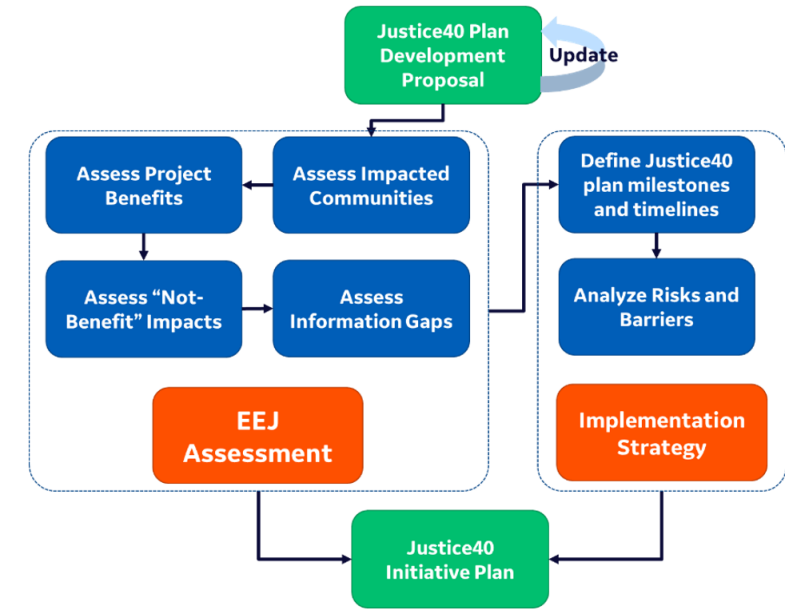 Justice40 Plan
Development
Proposal
Update
Assess Project
Benefits
Assess Impacted
Communities
Assess “Not-
Benefit” Impacts
Assess
Information Gaps
EEJ
Assessment
Define Justice40
plan milestones
and timelines
Analyze Risks and
Barriers
Implementation
Strategy
Justice40
Initiative Plan